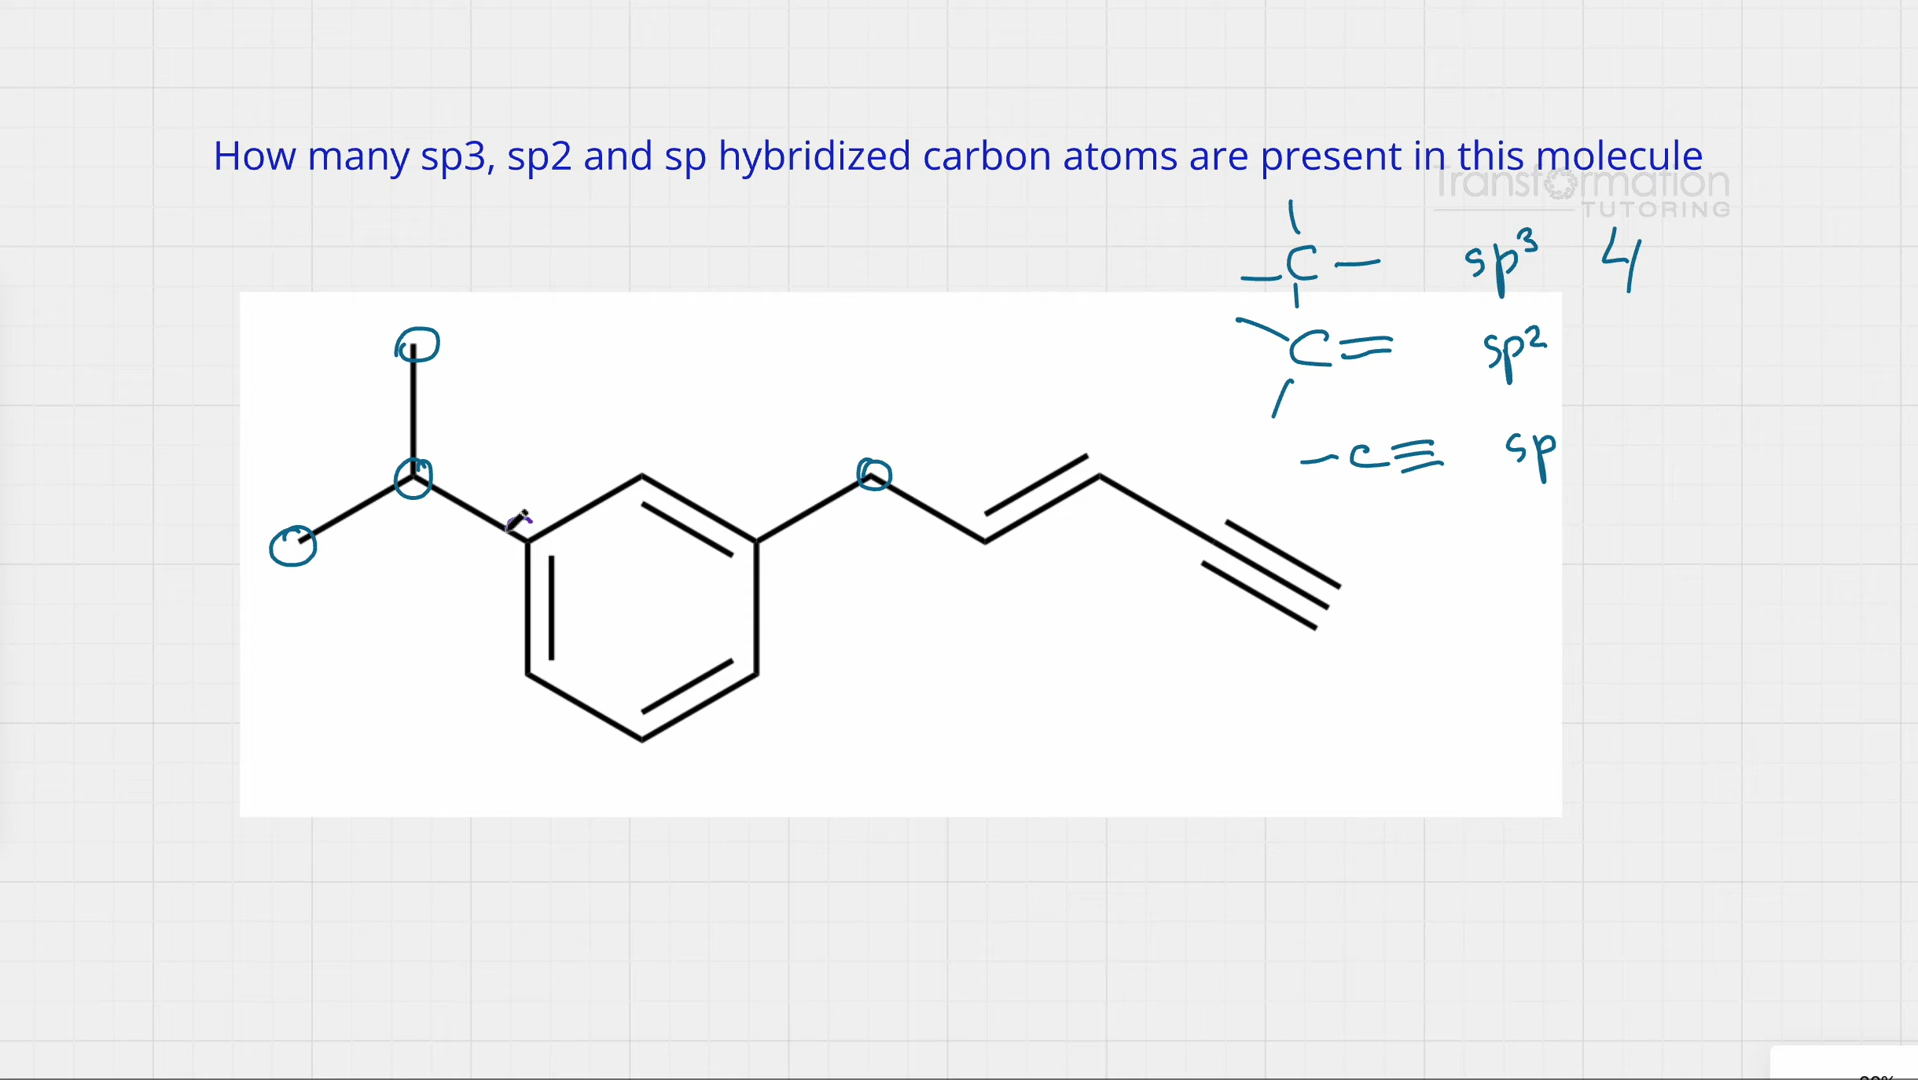 How many sp3, sp2 and sp hybridized carbon atoms are present in this molecule
Transformation
TUTORING
C sp³ 4
C= sp²
-C≡ sp